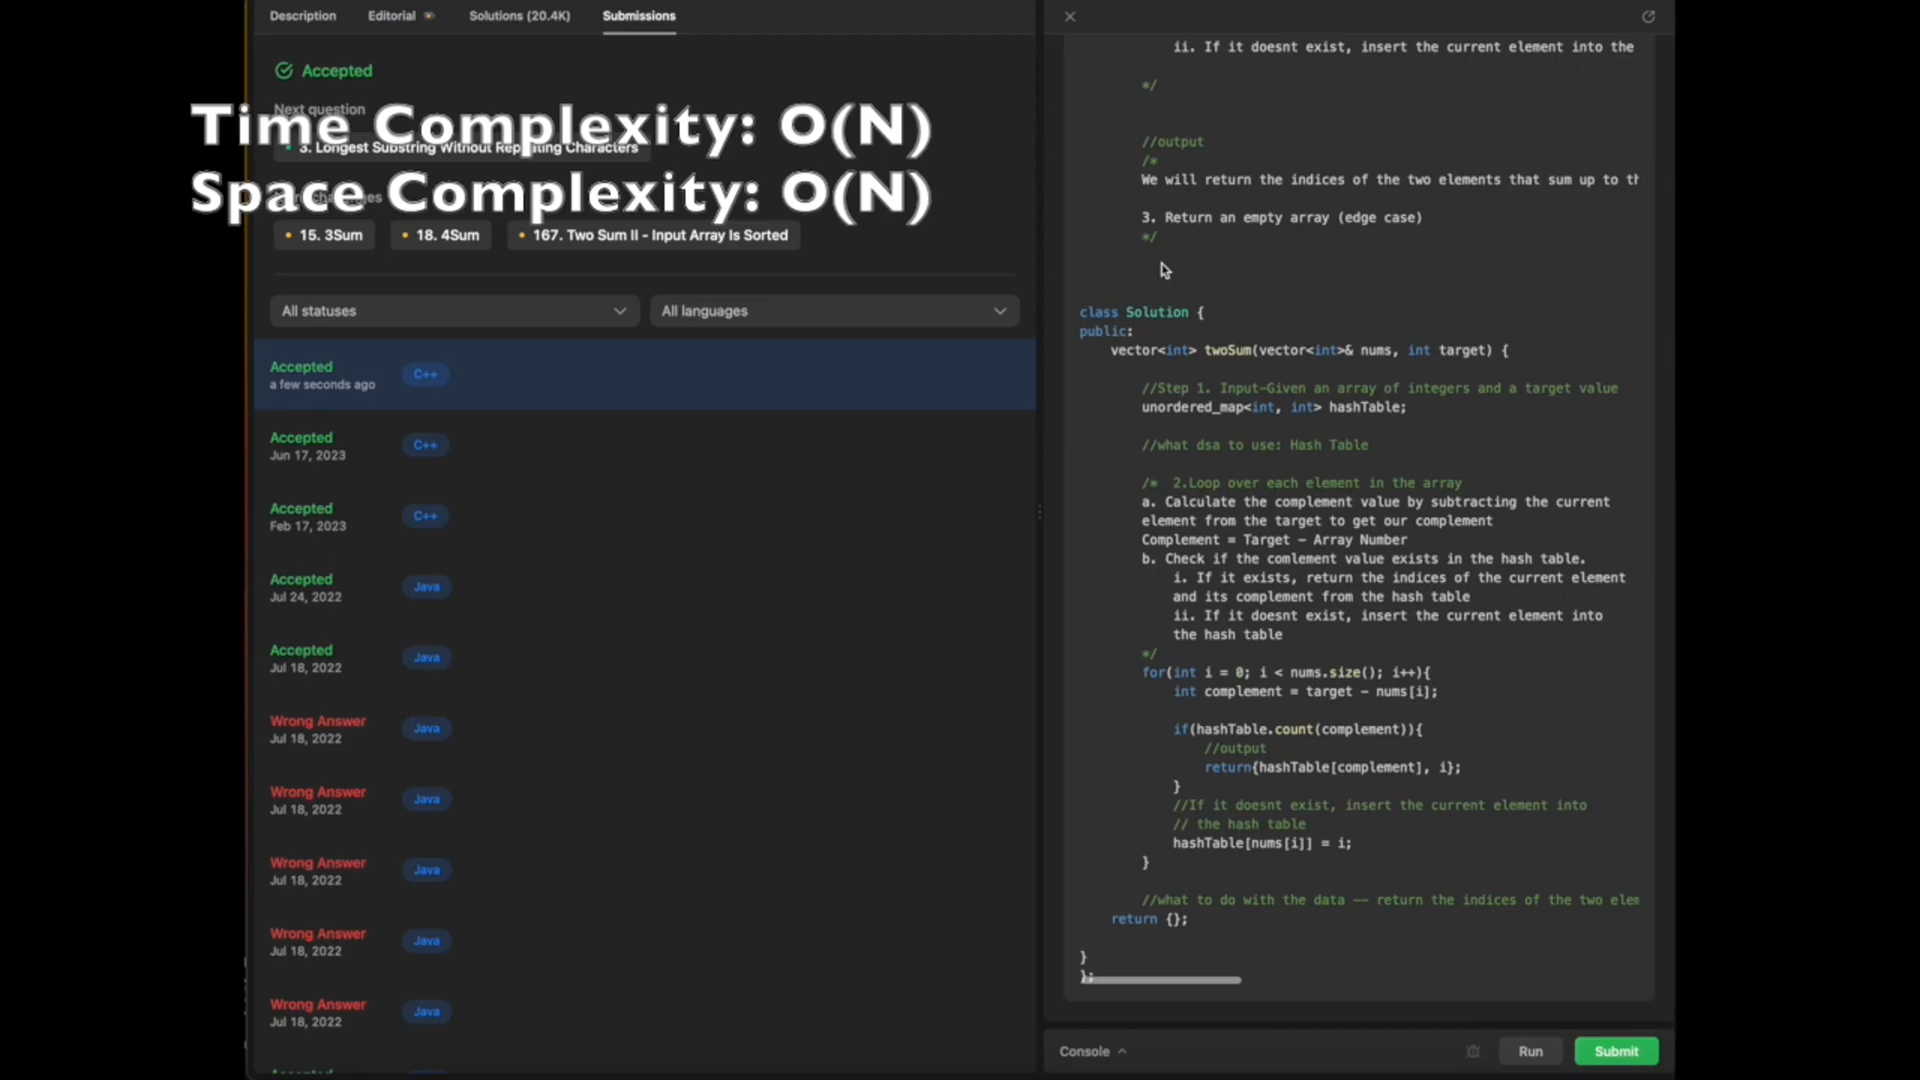 Description Editorial Solutions (20.4K) Submissions
Accepted
Next question
Time Complexity: O(N)
3. Longest Substring Without Repeating Characters
Space Complexity: O(N)
15. 3Sum 18. 4Sum 167. Two Sum II - Input Array Is Sorted
All statuses All languages
Accepted
a few seconds ago
C++
Accepted
Jun 17, 2023
C++
Accepted
Feb 17, 2023
C++
Accepted
Jul 24, 2022
Java
Accepted
Jul 18, 2022
Java
Wrong Answer
Jul 18, 2022
Java
Wrong Answer
Jul 18, 2022
Java
Wrong Answer
Jul 18, 2022
Java
Wrong Answer
Jul 18, 2022
Java
Wrong Answer
Jul 18, 2022
Java
ii. If it doesnt exist, insert the current element into the
*/
//output
/*
We will return the indices of the two elements that sum up to th
3. Return an empty array (edge case)
*/
class Solution {
public:
vector<int> twoSum(vector<int>& nums, int target) {
//Step 1. Input-Given an array of integers and a target value
unordered_map<int, int> hashTable;
//what dsa to use: Hash Table
/* 2.Loop over each element in the array
a. Calculate the complement value by subtracting the current
element from the target to get our complement
Complement = Target - Array Number
b. Check if the comlement value exists in the hash table.
i. If it exists, return the indices of the current element
and its complement from the hash table
ii. If it doesnt exist, insert the current element into
the hash table
*/
for(int i = 0; i < nums.size(); i++){
int complement = target - nums[i];
if(hashTable.count(complement)){
//output
return{hashTable[complement], i};
}
//If it doesnt exist, insert the current element into
// the hash table
hashTable[nums[i]] = i;
}
//what to do with the data -- return the indices of the two elem
return {};
}
};
Console Run Submit